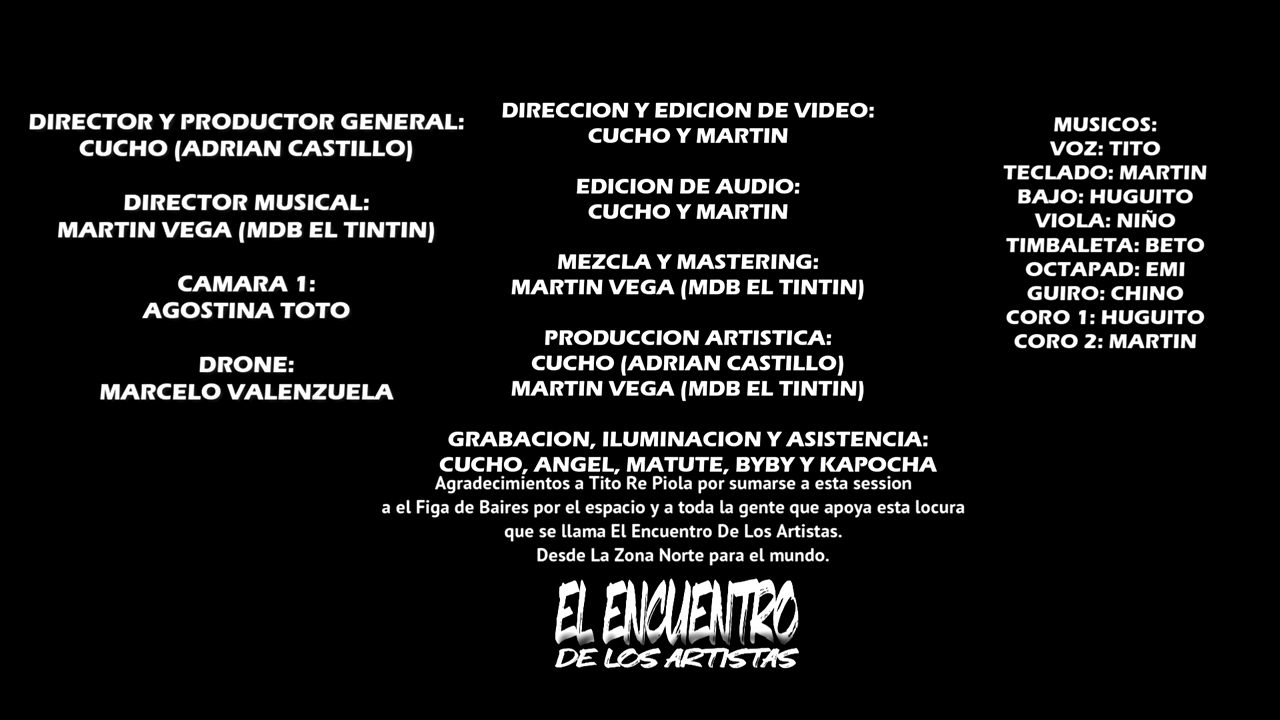 DIRECTOR Y PRODUCTOR GENERAL:
CUCHO (ADRIAN CASTILLO)
DIRECTOR MUSICAL:
MARTIN VEGA (MDB EL TINTIN)
CAMARA 1:
AGOSTINA TOTO
DRONE:
MARCELO VALENZUELA
DIRECCION Y EDICION DE VIDEO:
CUCHO Y MARTIN
EDICION DE AUDIO:
CUCHO Y MARTIN
MEZCLA Y MASTERING:
MARTIN VEGA (MDB EL TINTIN)
PRODUCCION ARTISTICA:
CUCHO (ADRIAN CASTILLO)
MARTIN VEGA (MDB EL TINTIN)
GRABACION, ILUMINACION Y ASISTENCIA:
CUCHO, ANGEL, MATUTE, BYBY Y KAPOCHA
Agradecimientos a Tito Re Piola por sumarse a esta session
a el Figa de Baires por el espacio y a toda la gente que apoya esta locura
que se llama El Encuentro De Los Artistas.
Desde La Zona Norte para el mundo.
EL ENCUENTRO
DE LOS ARTISTAS
MUSICOS:
VOZ: TITO
TECLADO: MARTIN
BAJO: HUGUITO
VIOLA: NIÑO
TIMBALETA: BETO
OCTAPAD: EMI
GUIRO: CHINO
CORO 1: HUGUITO
CORO 2: MARTIN